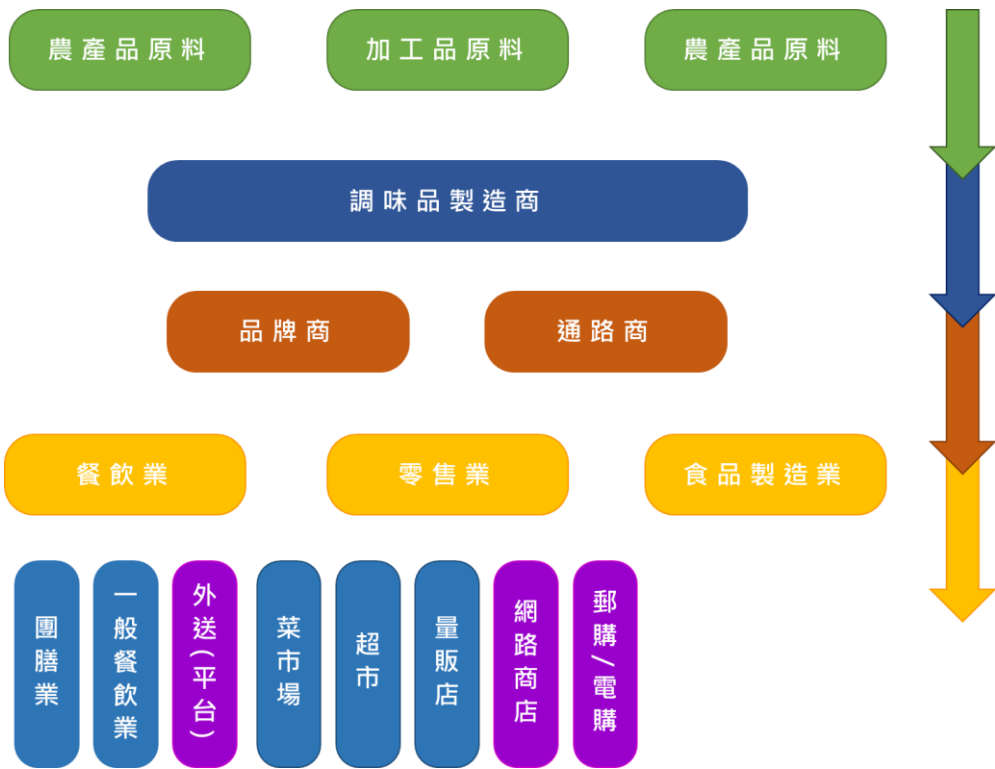 農產品原料
加工品原料
農產品原料
調味品製造商
品牌商
通路商
餐飲業
零售業
食品製造業
團膳業
一般餐飲業
外送(平台)
菜市場
超市
量販店
網路商店
郵購/電購